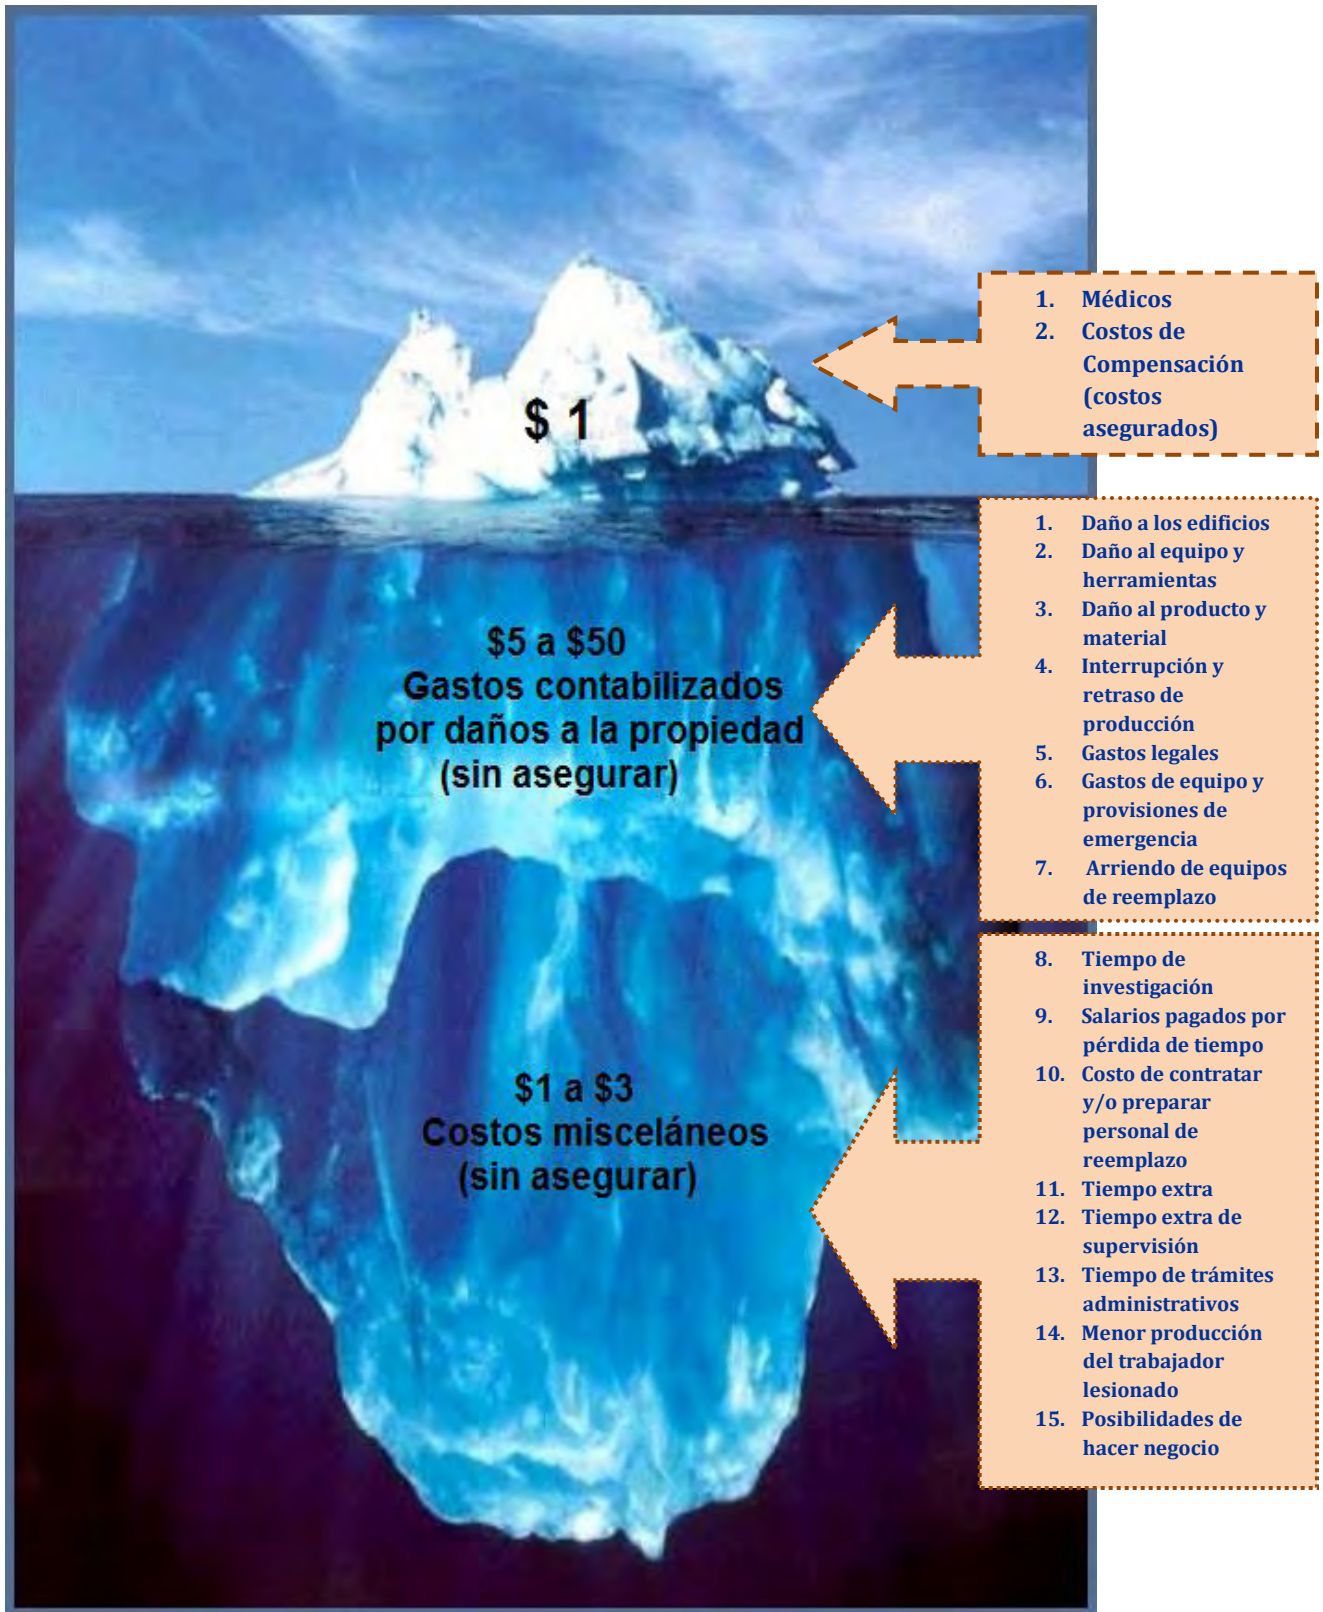 $ 1
1. Médicos
2. Costos de
Compensación
(costos
asegurados)
$5 a $50
Gastos contabilizados
por daños a la propiedad
(sin asegurar)
1. Daño a los edificios
2. Daño al equipo y
herramientas
3. Daño al producto y
material
4. Interrupción y
retraso de
producción
5. Gastos legales
6. Gastos de equipo y
provisiones de
emergencia
7. Arriendo de equipos
de reemplazo
$1 a $3
Costos misceláneos
(sin asegurar)
8. Tiempo de
investigación
9. Salarios pagados por
pérdida de tiempo
10. Costo de contratar
y/o preparar
personal de
reemplazo
11. Tiempo extra
12. Tiempo extra de
supervisión
13. Tiempo de trámites
administrativos
14. Menor producción
del trabajador
lesionado
15. Posibilidades de
hacer negocio